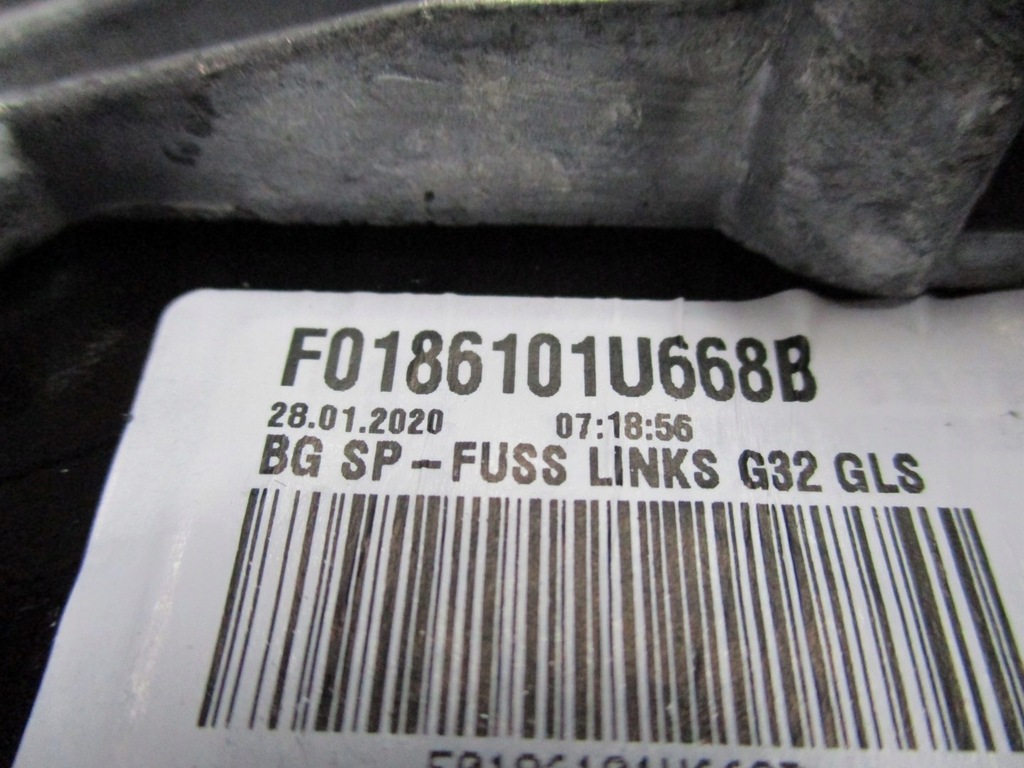 F0186101U668B
28.01.2020 07:18:56
BG SP-FUSS LINKS G32 GLS